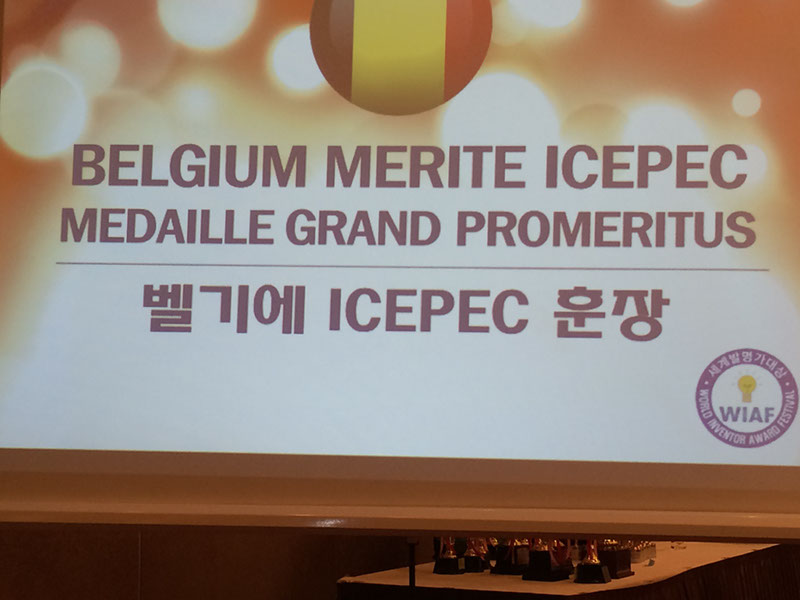 BELGIUM MERITE ICEPEC
MEDAILLE GRAND PROMERITUS
벨기에 ICEPEC 훈장
세계발명가대상
WIAF
WORLD INVENTOR AWARD FESTIVAL